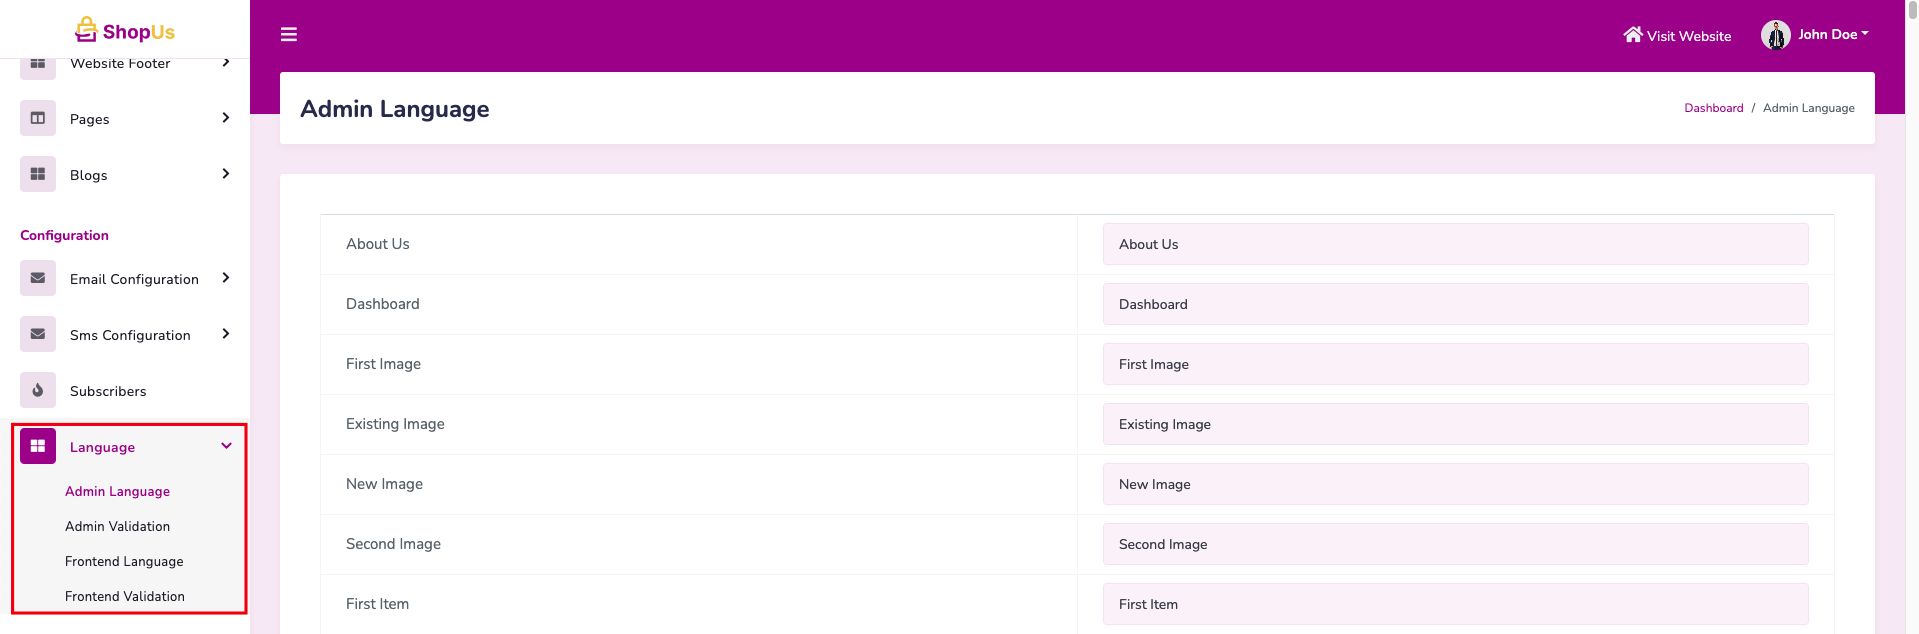 ShopUs
Website Footer
Pages
Blogs
Configuration
Email Configuration
Sms Configuration
Subscribers
Language
Admin Language
Admin Validation
Frontend Language
Frontend Validation
Visit Website
John Doe
Admin Language
Dashboard / Admin Language
About Us About Us
Dashboard Dashboard
First Image First Image
Existing Image Existing Image
New Image New Image
Second Image Second Image
First Item First Item